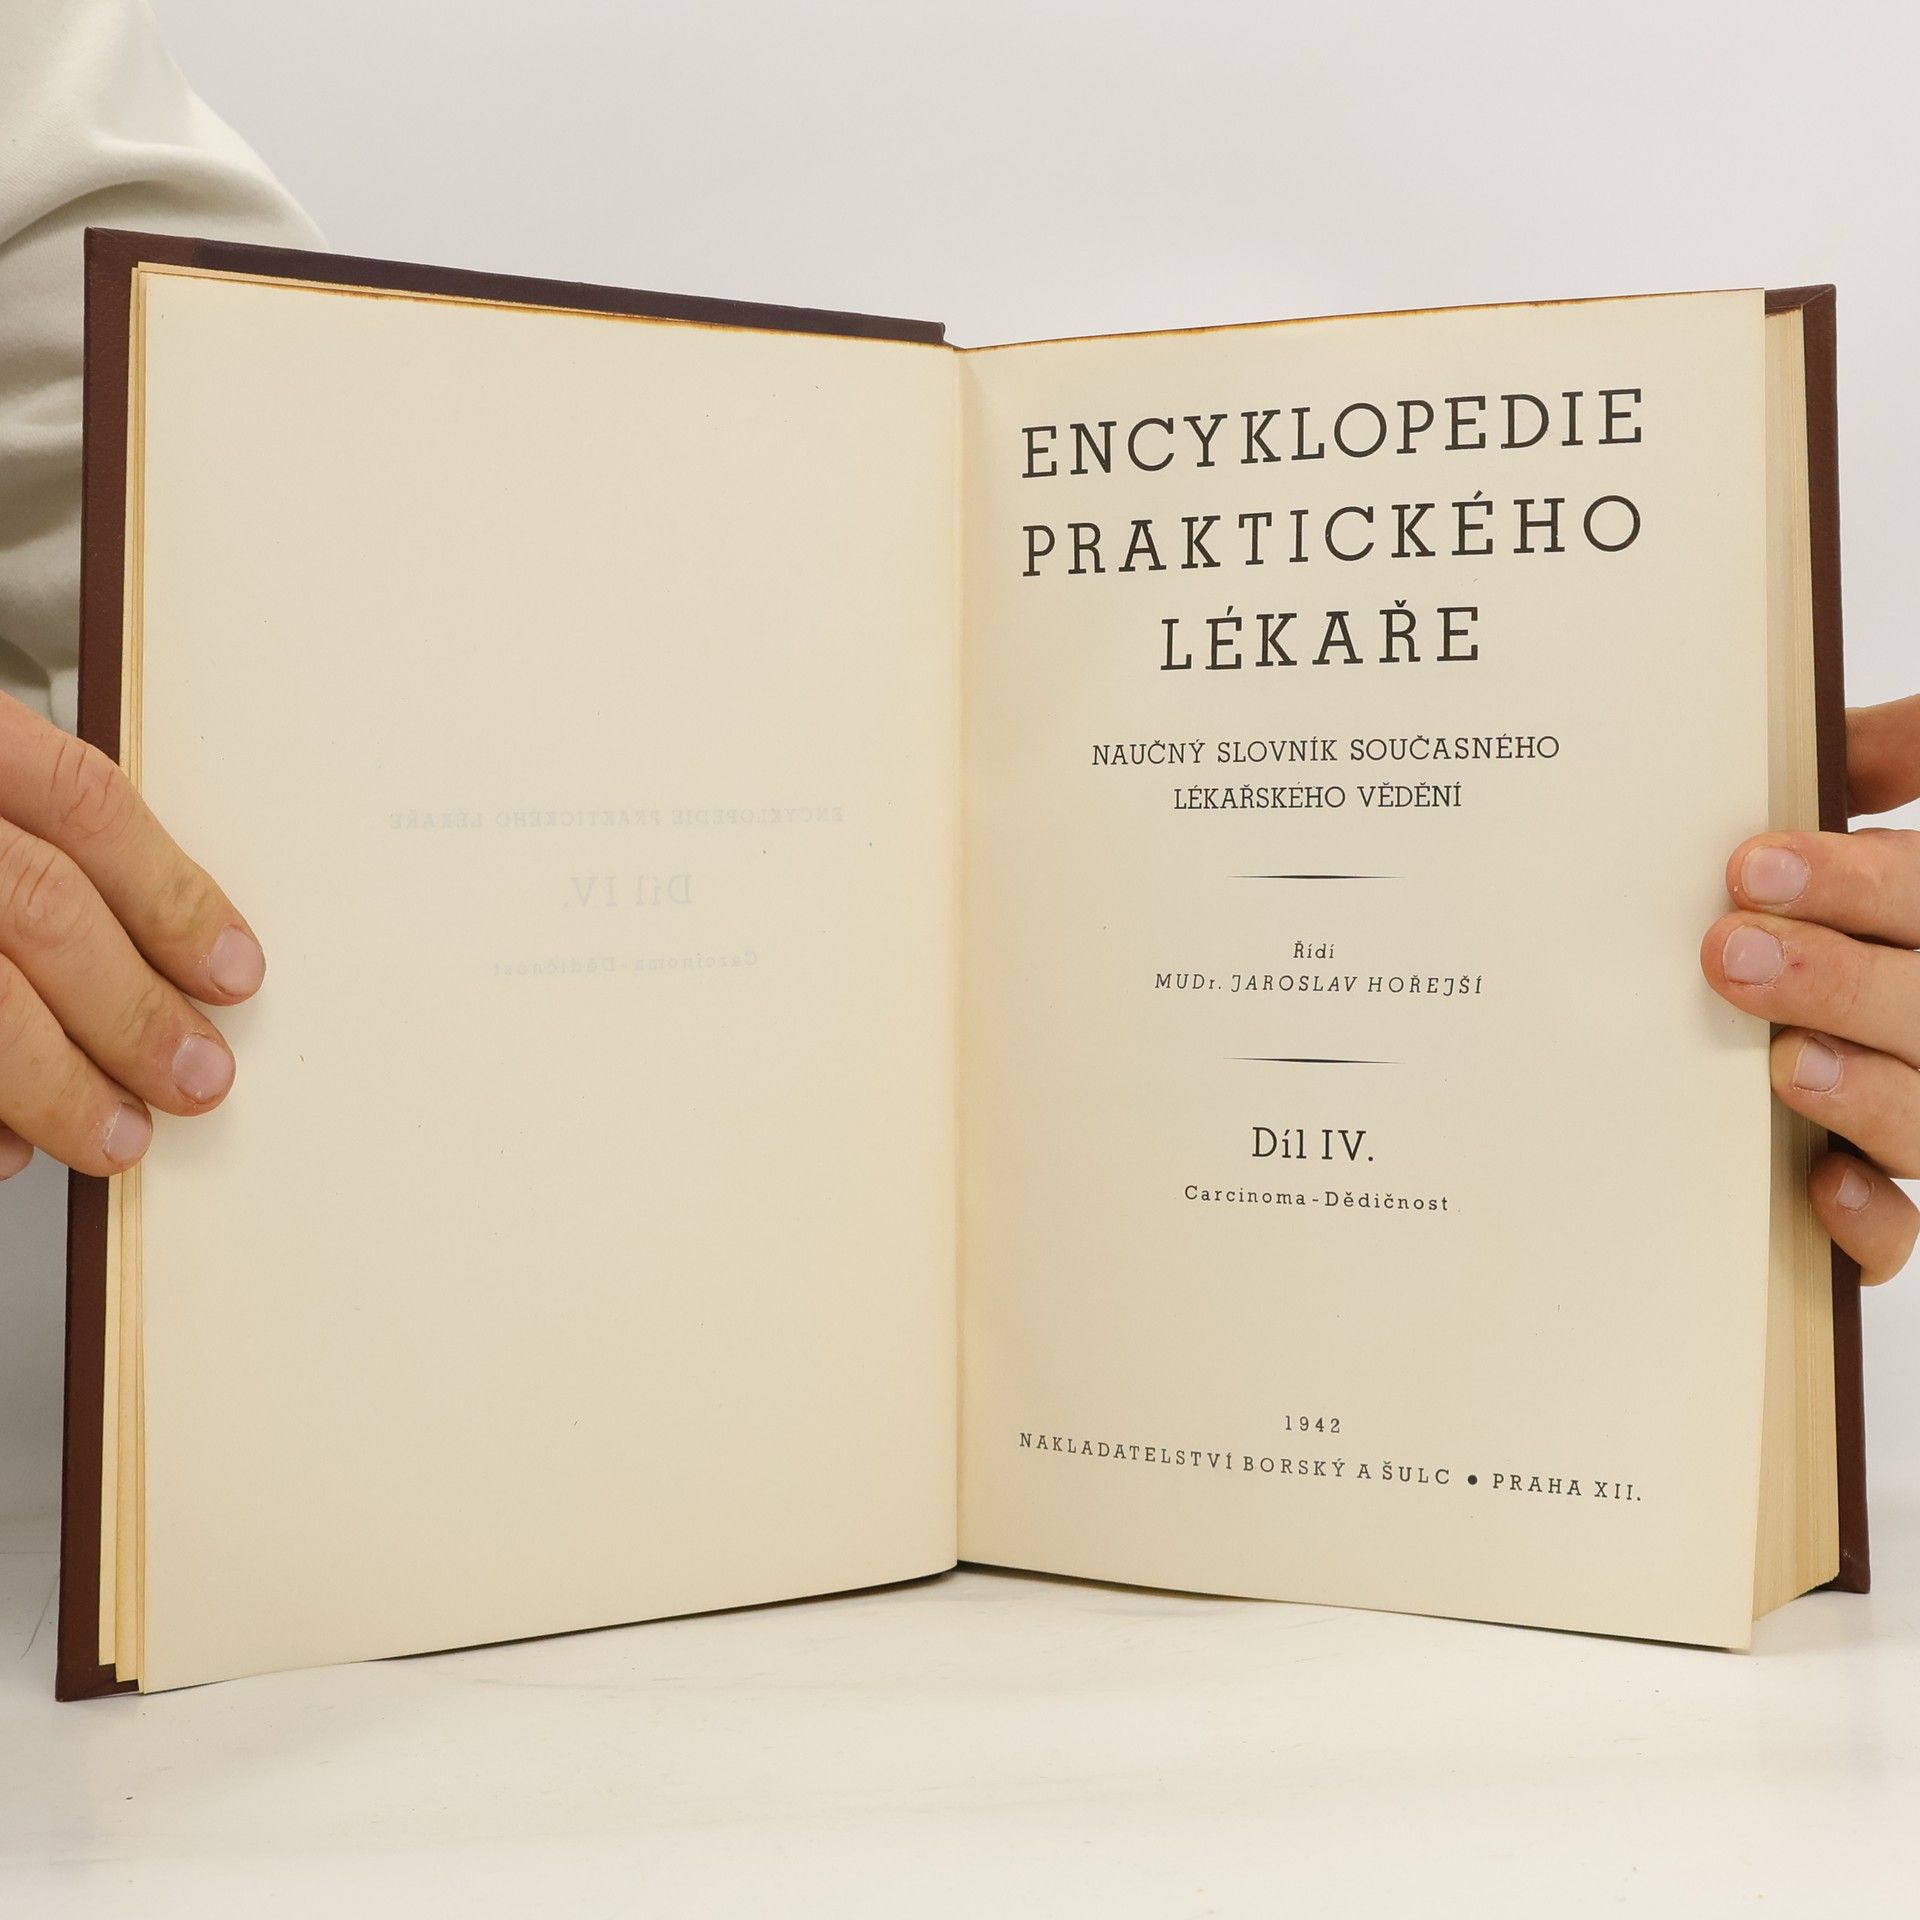 ENCYKLOPEDIE PRAKTICKÉHO LÉKAŘE
Díl IV.
Carcinoma - Dědičnost
ENCYKLOPEDIE
PRAKTICKÉHO
LÉKAŘE
NAUČNÝ SLOVNÍK SOUČASNÉHO
LÉKAŘSKÉHO VĚDĚNÍ
Řídí
MUDr. JAROSLAV HOŘEJŠÍ
Díl IV.
Carcinoma - Dědičnost
1942
NAKLADATELSTVÍ BORSKÝ A ŠULC ● PRAHA XII.